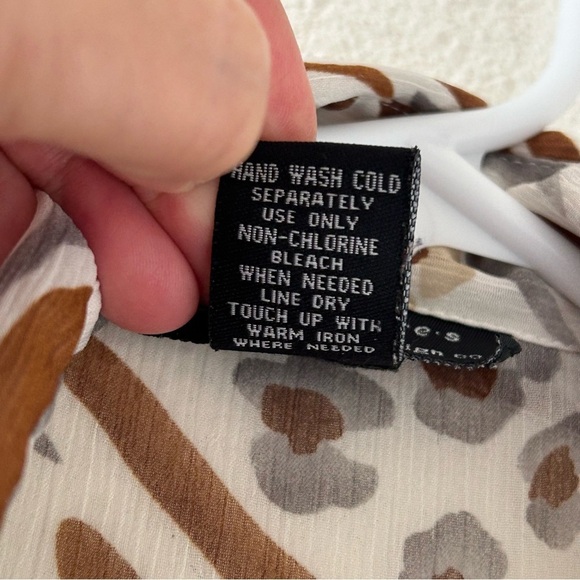 HAND WASH COLD
SEPARATELY
USE ONLY
NON-CHLORINE
BLEACH
WHEN NEEDED
LINE DRY
TOUCH UP WITH
WARM IRON
WHERE NEEDED